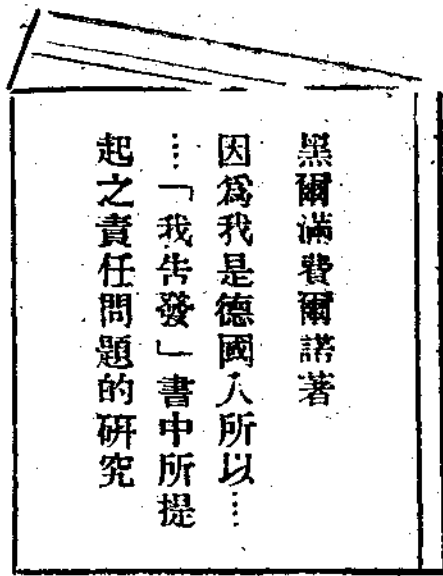 黑爾滿費爾諾著
因爲我是德國人所以……
……「我告發」一書中所提
起之責任問題的研究